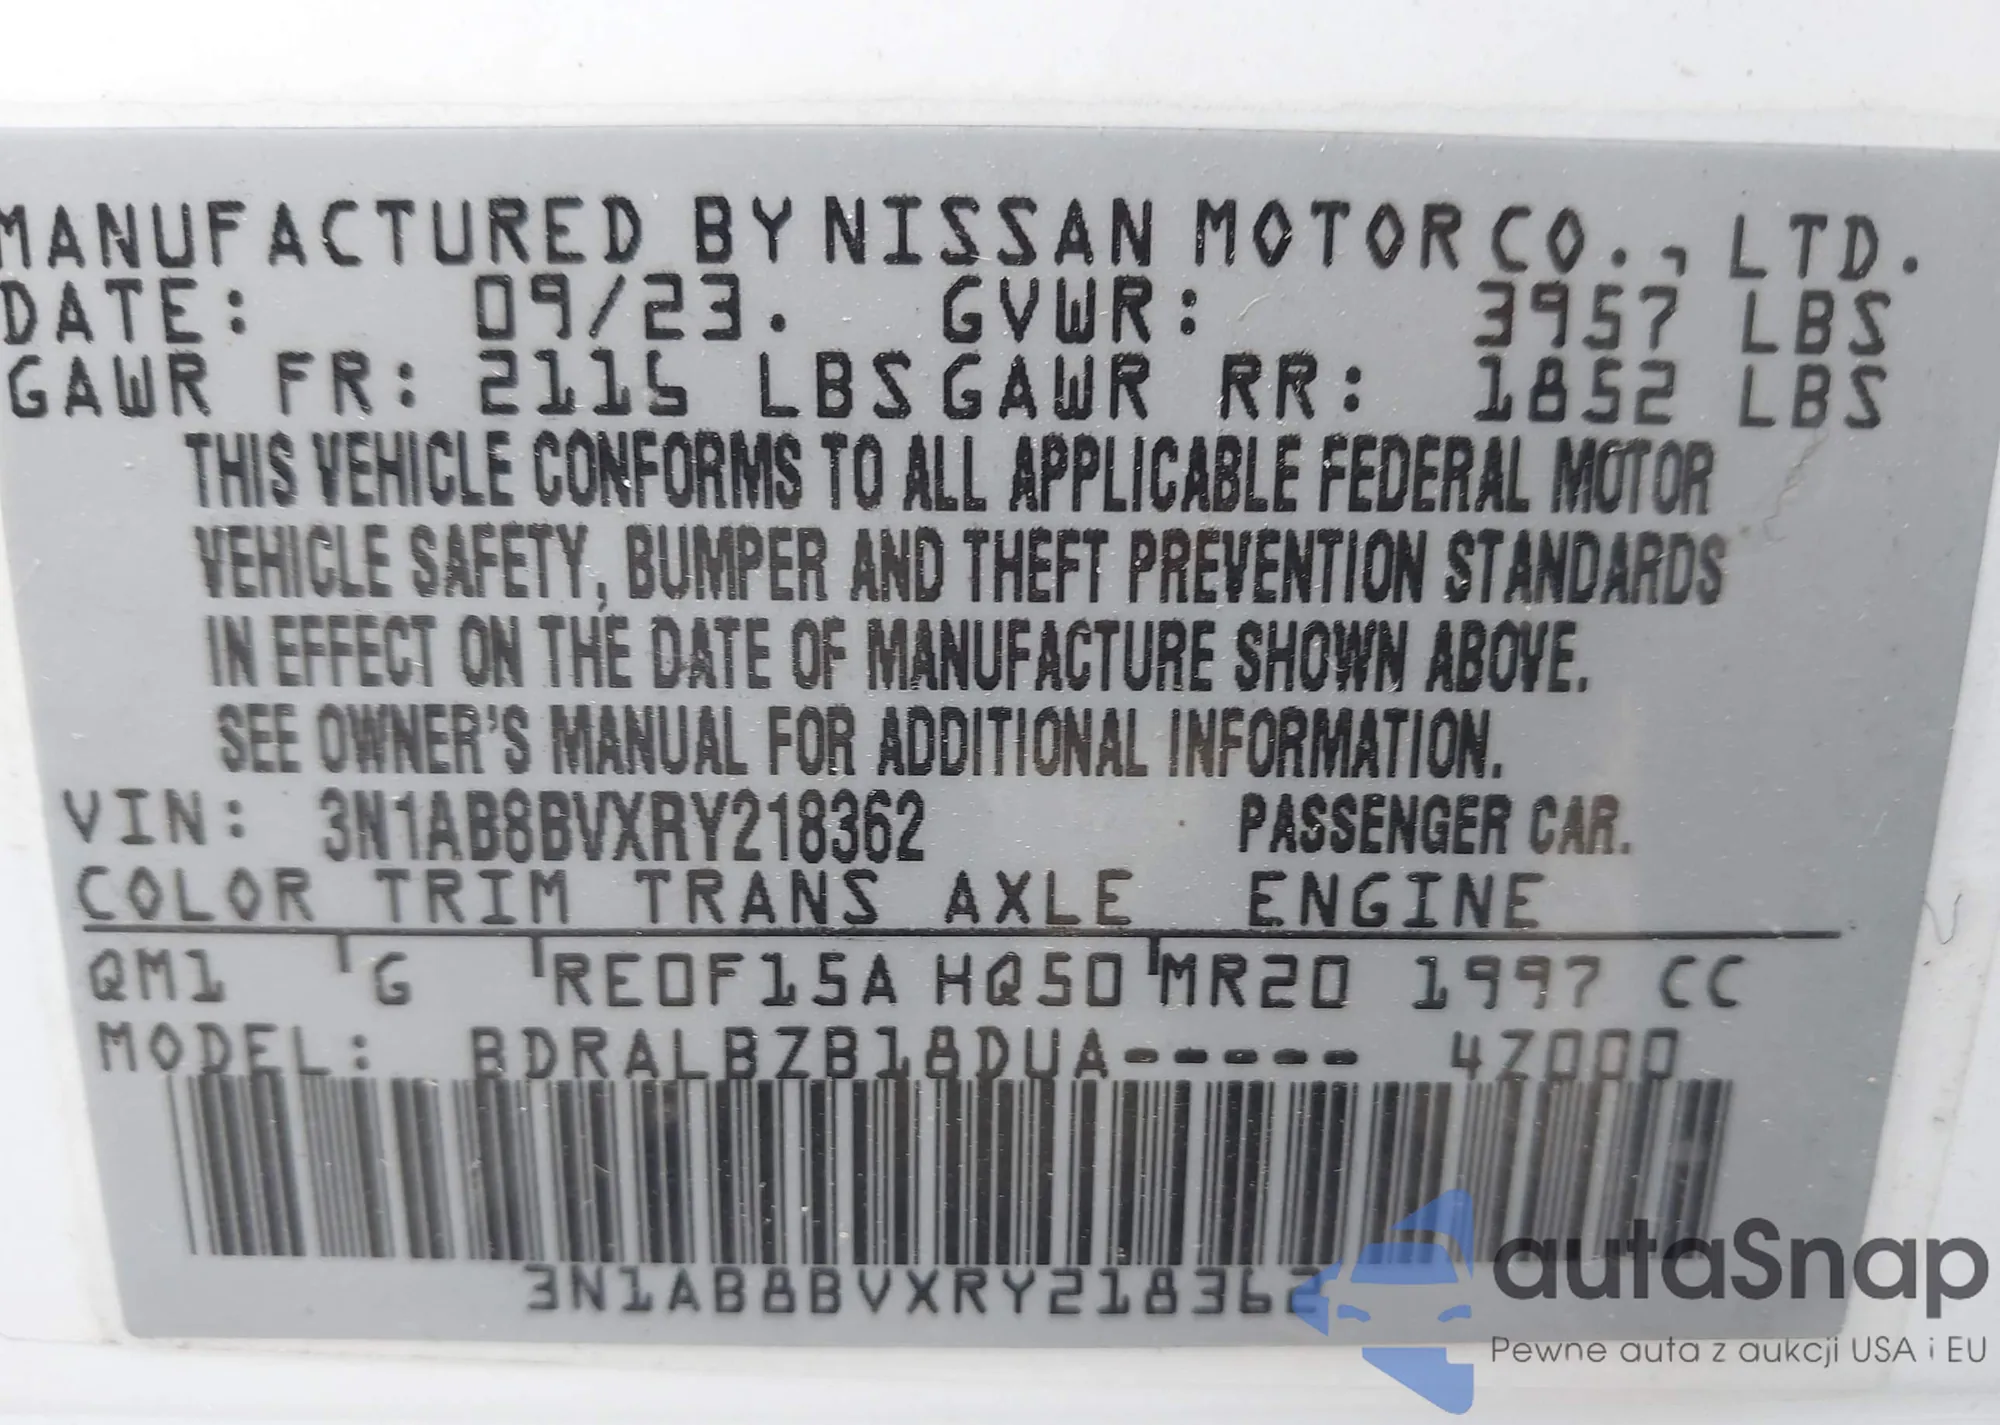 MANUFACTURED BY NISSAN MOTOR CO., LTD.
DATE: 09/23. GVWR: 3957 LBS
GAWR FR: 2115 LBS GAWR RR: 1852 LBS
THIS VEHICLE CONFORMS TO ALL APPLICABLE FEDERAL MOTOR
VEHICLE SAFETY, BUMPER AND THEFT PREVENTION STANDARDS
IN EFFECT ON THE DATE OF MANUFACTURE SHOWN ABOVE.
SEE OWNER'S MANUAL FOR ADDITIONAL INFORMATION.
VIN: 3N1AB8BVXRY218362 PASSENGER CAR.
COLOR TRIM TRANS AXLE ENGINE
QM1 G RE0F15A HQ50 MR20 1997 CC
MODEL: BDRALBZB18DUA----- 4Z000
3N1AB8BVXRY218362
autaSnap
Pewne auta z aukcji USA i EU